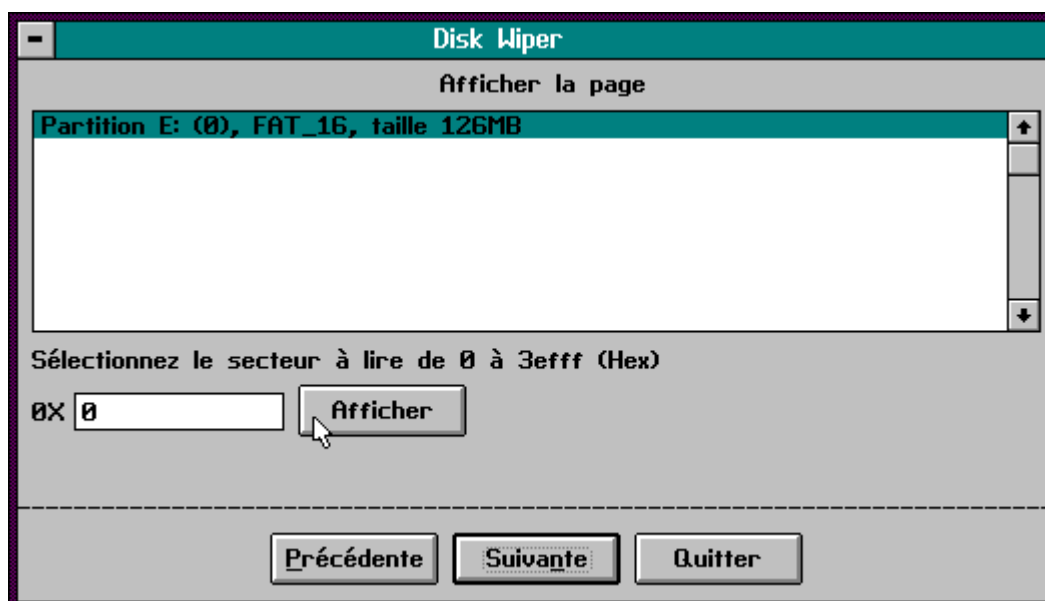 Disk Wiper
Afficher la page
Partition E: (0), FAT_16, taille 126MB
Sélectionnez le secteur à lire de 0 à 3efff (Hex)
0X 0 Afficher
Précédente Suivante Quitter